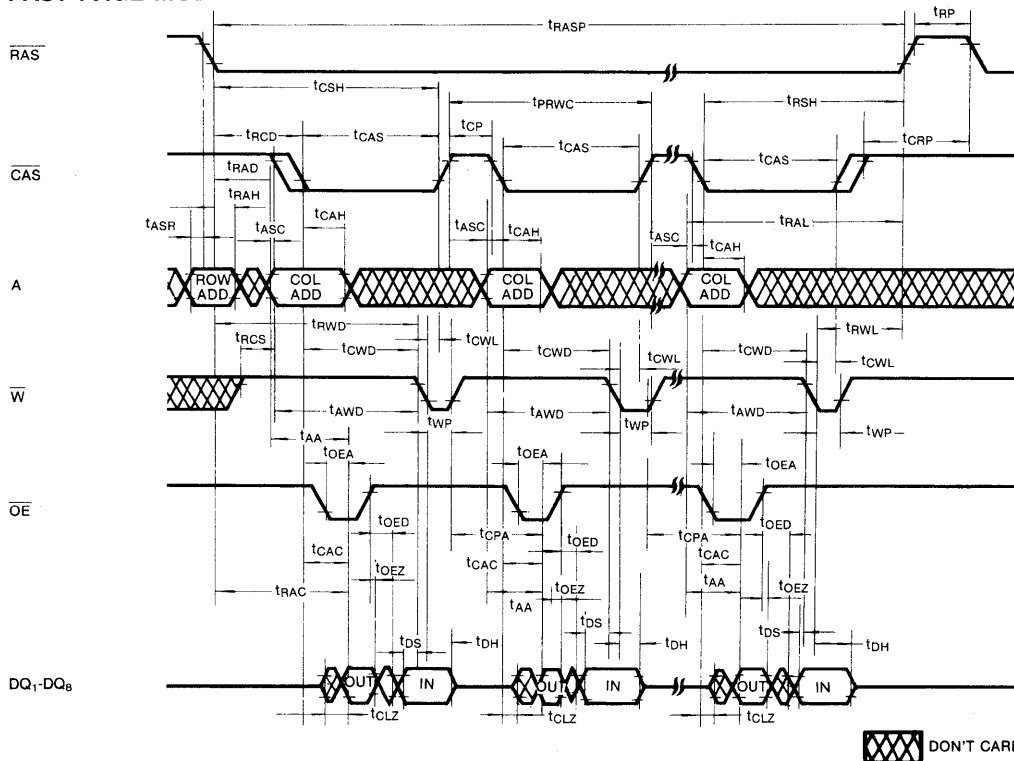 tRASP
tRP
RAS
tCSH
tPRWC
tRSH
tRCD
tCAS
tCP
tCAS
tCAS
tCRP
CAS
tRAD
tRAH
tASR
tASC
tCAH
tASC
tCAH
tASC
tCAH
tRAL
A
ROW ADD
COL ADD
COL ADD
COL ADD
tRWD
tRWL
tRCS
tCWD
tCWL
tCWD
tCWL
tCWD
tCWL
W
tAWD
tWP
tAWD
tWP
tAWD
tWP
tAA
tOEA
tOEA
tOEA
OE
tOED
tCPA
tOED
tCPA
tOED
tCAC
tCAC
tCAC
tOEZ
tOEZ
tOEZ
tRAC
tAA
tAA
tDS
tDH
tDS
tDH
tDS
tDH
DQ1-DQ8
OUT
IN
OUT
IN
OUT
IN
tCLZ
tCLZ
tCLZ
DON'T CARE